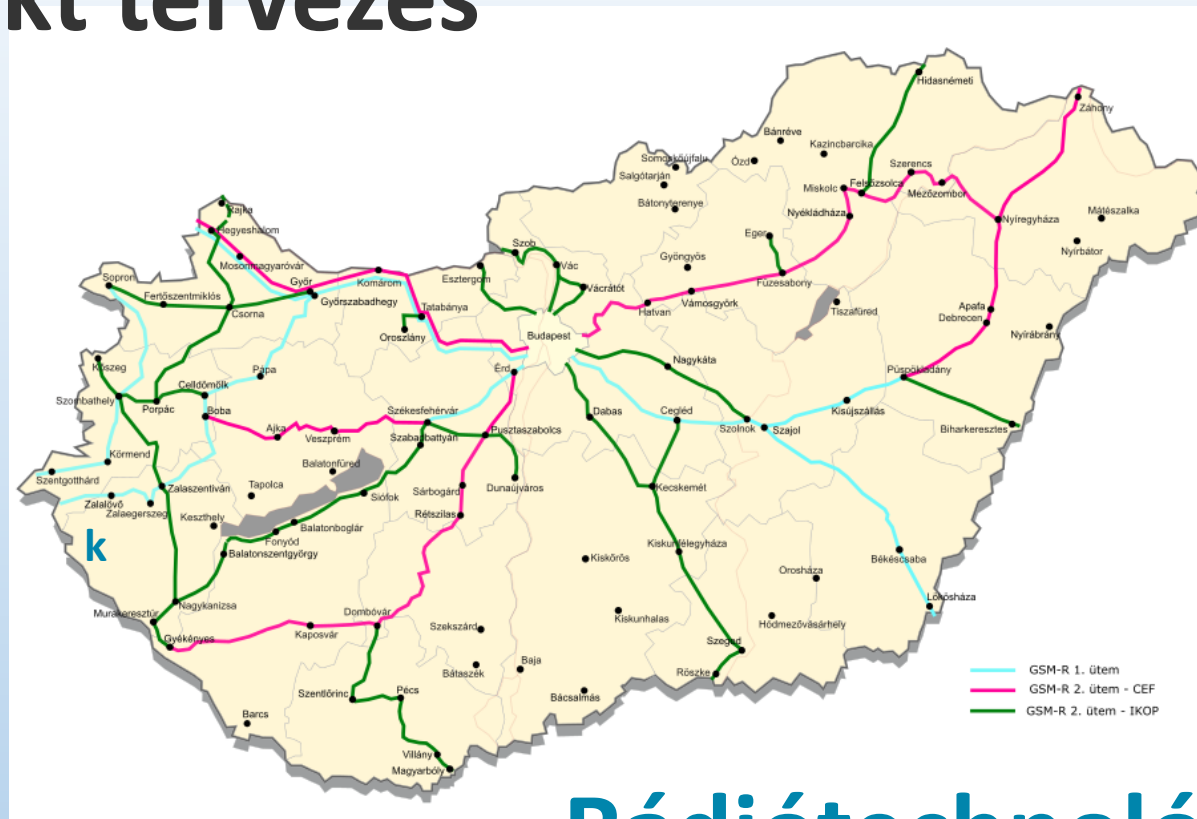 kt tervezés
Hidasnémeti
Záhony
Bánréve
Kazincbarcika
Somoskőújfalu
Ózd
Szerencs
Salgótarján
Miskolc
Felsőzsolca
Mezőzombor
Bátonyterenye
Nyékládháza
Nyíregyháza
Mátészalka
Rajka
Hegyeshalom
Eger
Nyírbátor
Szob
Gyöngyös
Mosonmagyaróvár
Vác
Sopron
Esztergom
Füzesabony
Győr
Komárom
Vácrátót
Fertőszentmiklós
Győrszabadhegy
Vámosgyörk
Hatvan
Tatabánya
Tiszafüred
Apafa
Csorna
Debrecen
Oroszlány
Budapest
Nyírábrány
Kőszeg
Pápa
Érd
Nagykáta
Püspökladány
Celldömölk
Szombathely
Porpác
Boba
Székesfehérvár
Dabas
Cegléd
Kisújszállás
Ajka
Veszprém
Szabadbattyán
Pusztaszabolcs
Szolnok
Szajol
Biharkeresztes
Körmend
Balatonfüred
Szentgotthárd
Zalaszentiván
Tapolca
Siófok
Sárbogárd
Dunaújváros
Kecskemét
Zalalövő
Zalaegerszeg
Keszthely
Rétszilas
Balatonboglár
Fonyód
k
Balatonszentgyörgy
Kiskőrös
Kiskunfélegyháza
Békéscsaba
Orosháza
Lőkösháza
Nagykanizsa
Murakeresztúr
Dombóvár
Kiskunhalas
Hódmezővásárhely
Gyékényes
Kaposvár
Szekszárd
Szeged
Baja
Bátaszék
Röszke
GSM-R 1. ütem
Szentlőrinc
Pécs
Bácsalmás
GSM-R 2. ütem - CEF
Barcs
GSM-R 2. ütem - IKOP
Villány
Magyarbóly